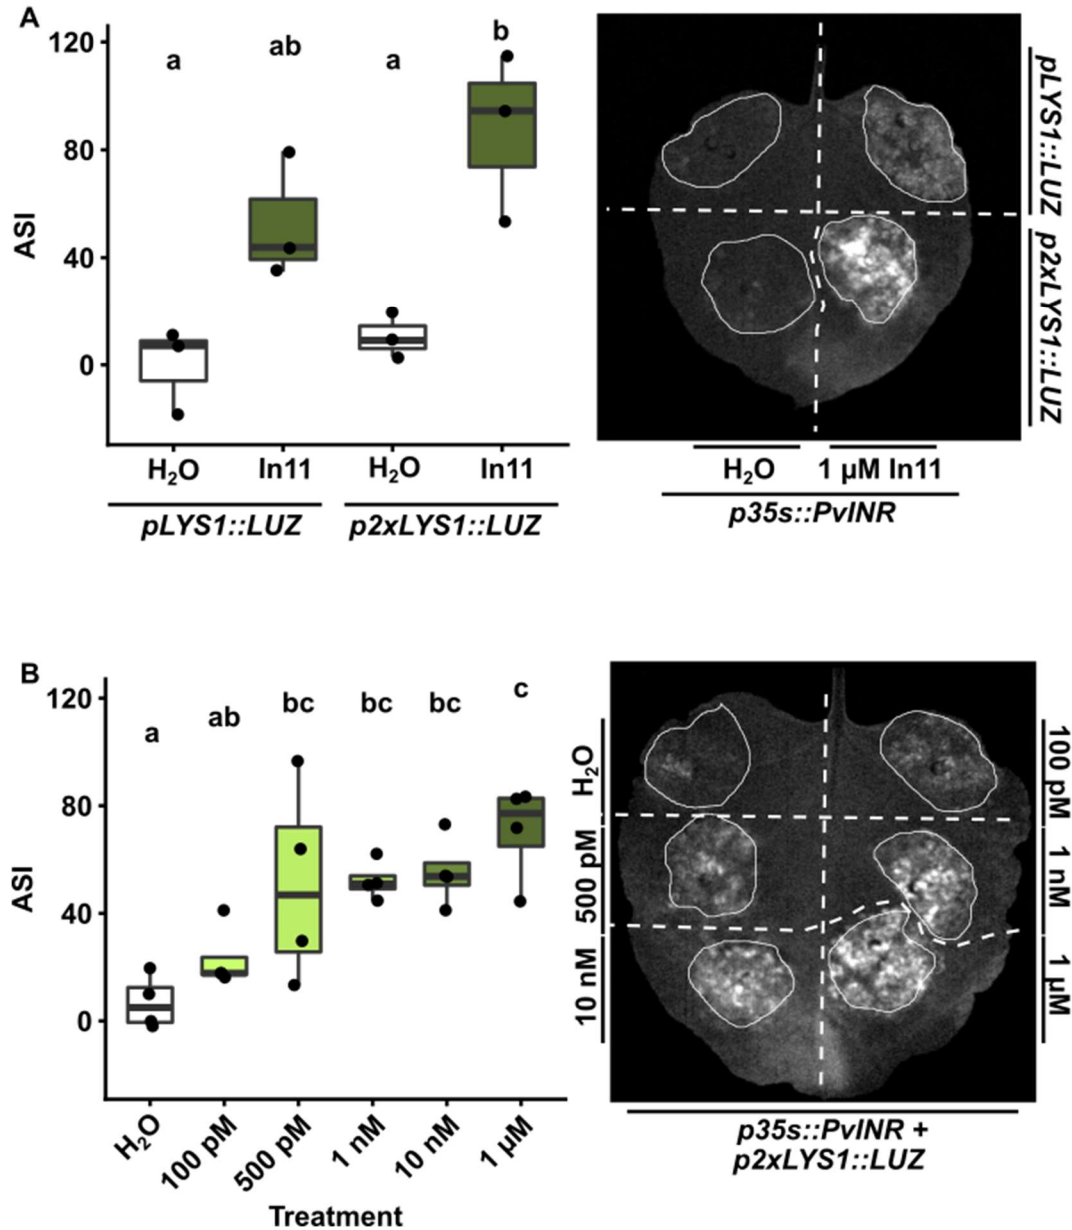 A
120
80
40
0
ASI
a
ab
a
b
H₂O
In11
H₂O
In11
pLYS1::LUZ
p2xLYS1::LUZ
pLYS1::LUZ
p2xLYS1::LUZ
H₂O
1 µM In11
p35s::PvINR
B
120
80
40
0
ASI
a
ab
bc
bc
bc
c
H₂O
100 pM
500 pM
1 nM
10 nM
1 µM
Treatment
H₂O
500 pM
10 nM
100 pM
1 nM
1 µM
p35s::PvINR +
p2xLYS1::LUZ